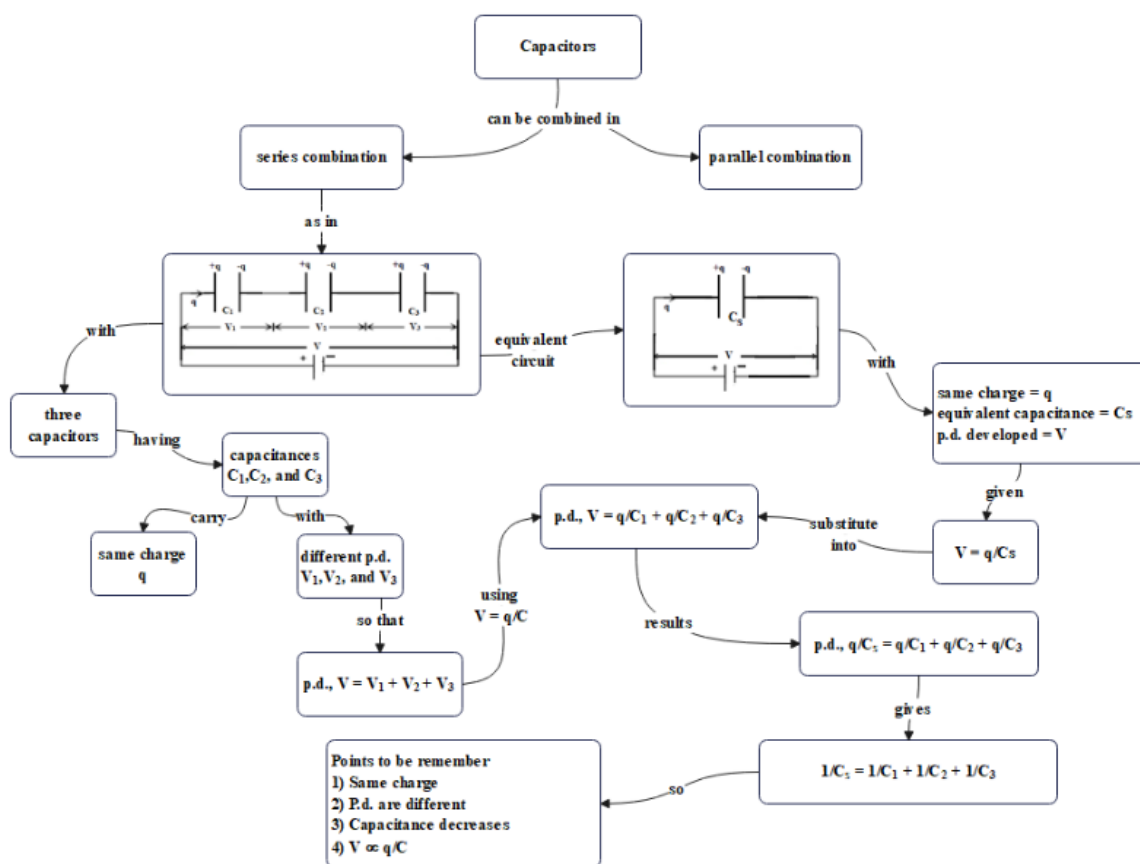 Capacitors
can be combined in
series combination
parallel combination
as in
+q -q +q -q +q -q
q
C₁ C₂ C₃
V₁ V₂ V₃
V
+ −
equivalent
circuit
+q -q
q
Cₛ
V
+ −
with
three
capacitors
having
capacitances
C₁,C₂, and C₃
carry
same charge
q
with
different p.d.
V₁,V₂, and V₃
so that
p.d., V = V₁ + V₂ + V₃
using
V = q/C
p.d., V = q/C₁ + q/C₂ + q/C₃
with
same charge = q
equivalent capacitance = Cs
p.d. developed = V
given
V = q/Cs
substitute
into
results
p.d., q/Cₛ = q/C₁ + q/C₂ + q/C₃
gives
1/Cₛ = 1/C₁ + 1/C₂ + 1/C₃
so
Points to be remember
1) Same charge
2) P.d. are different
3) Capacitance decreases
4) V ∝ q/C